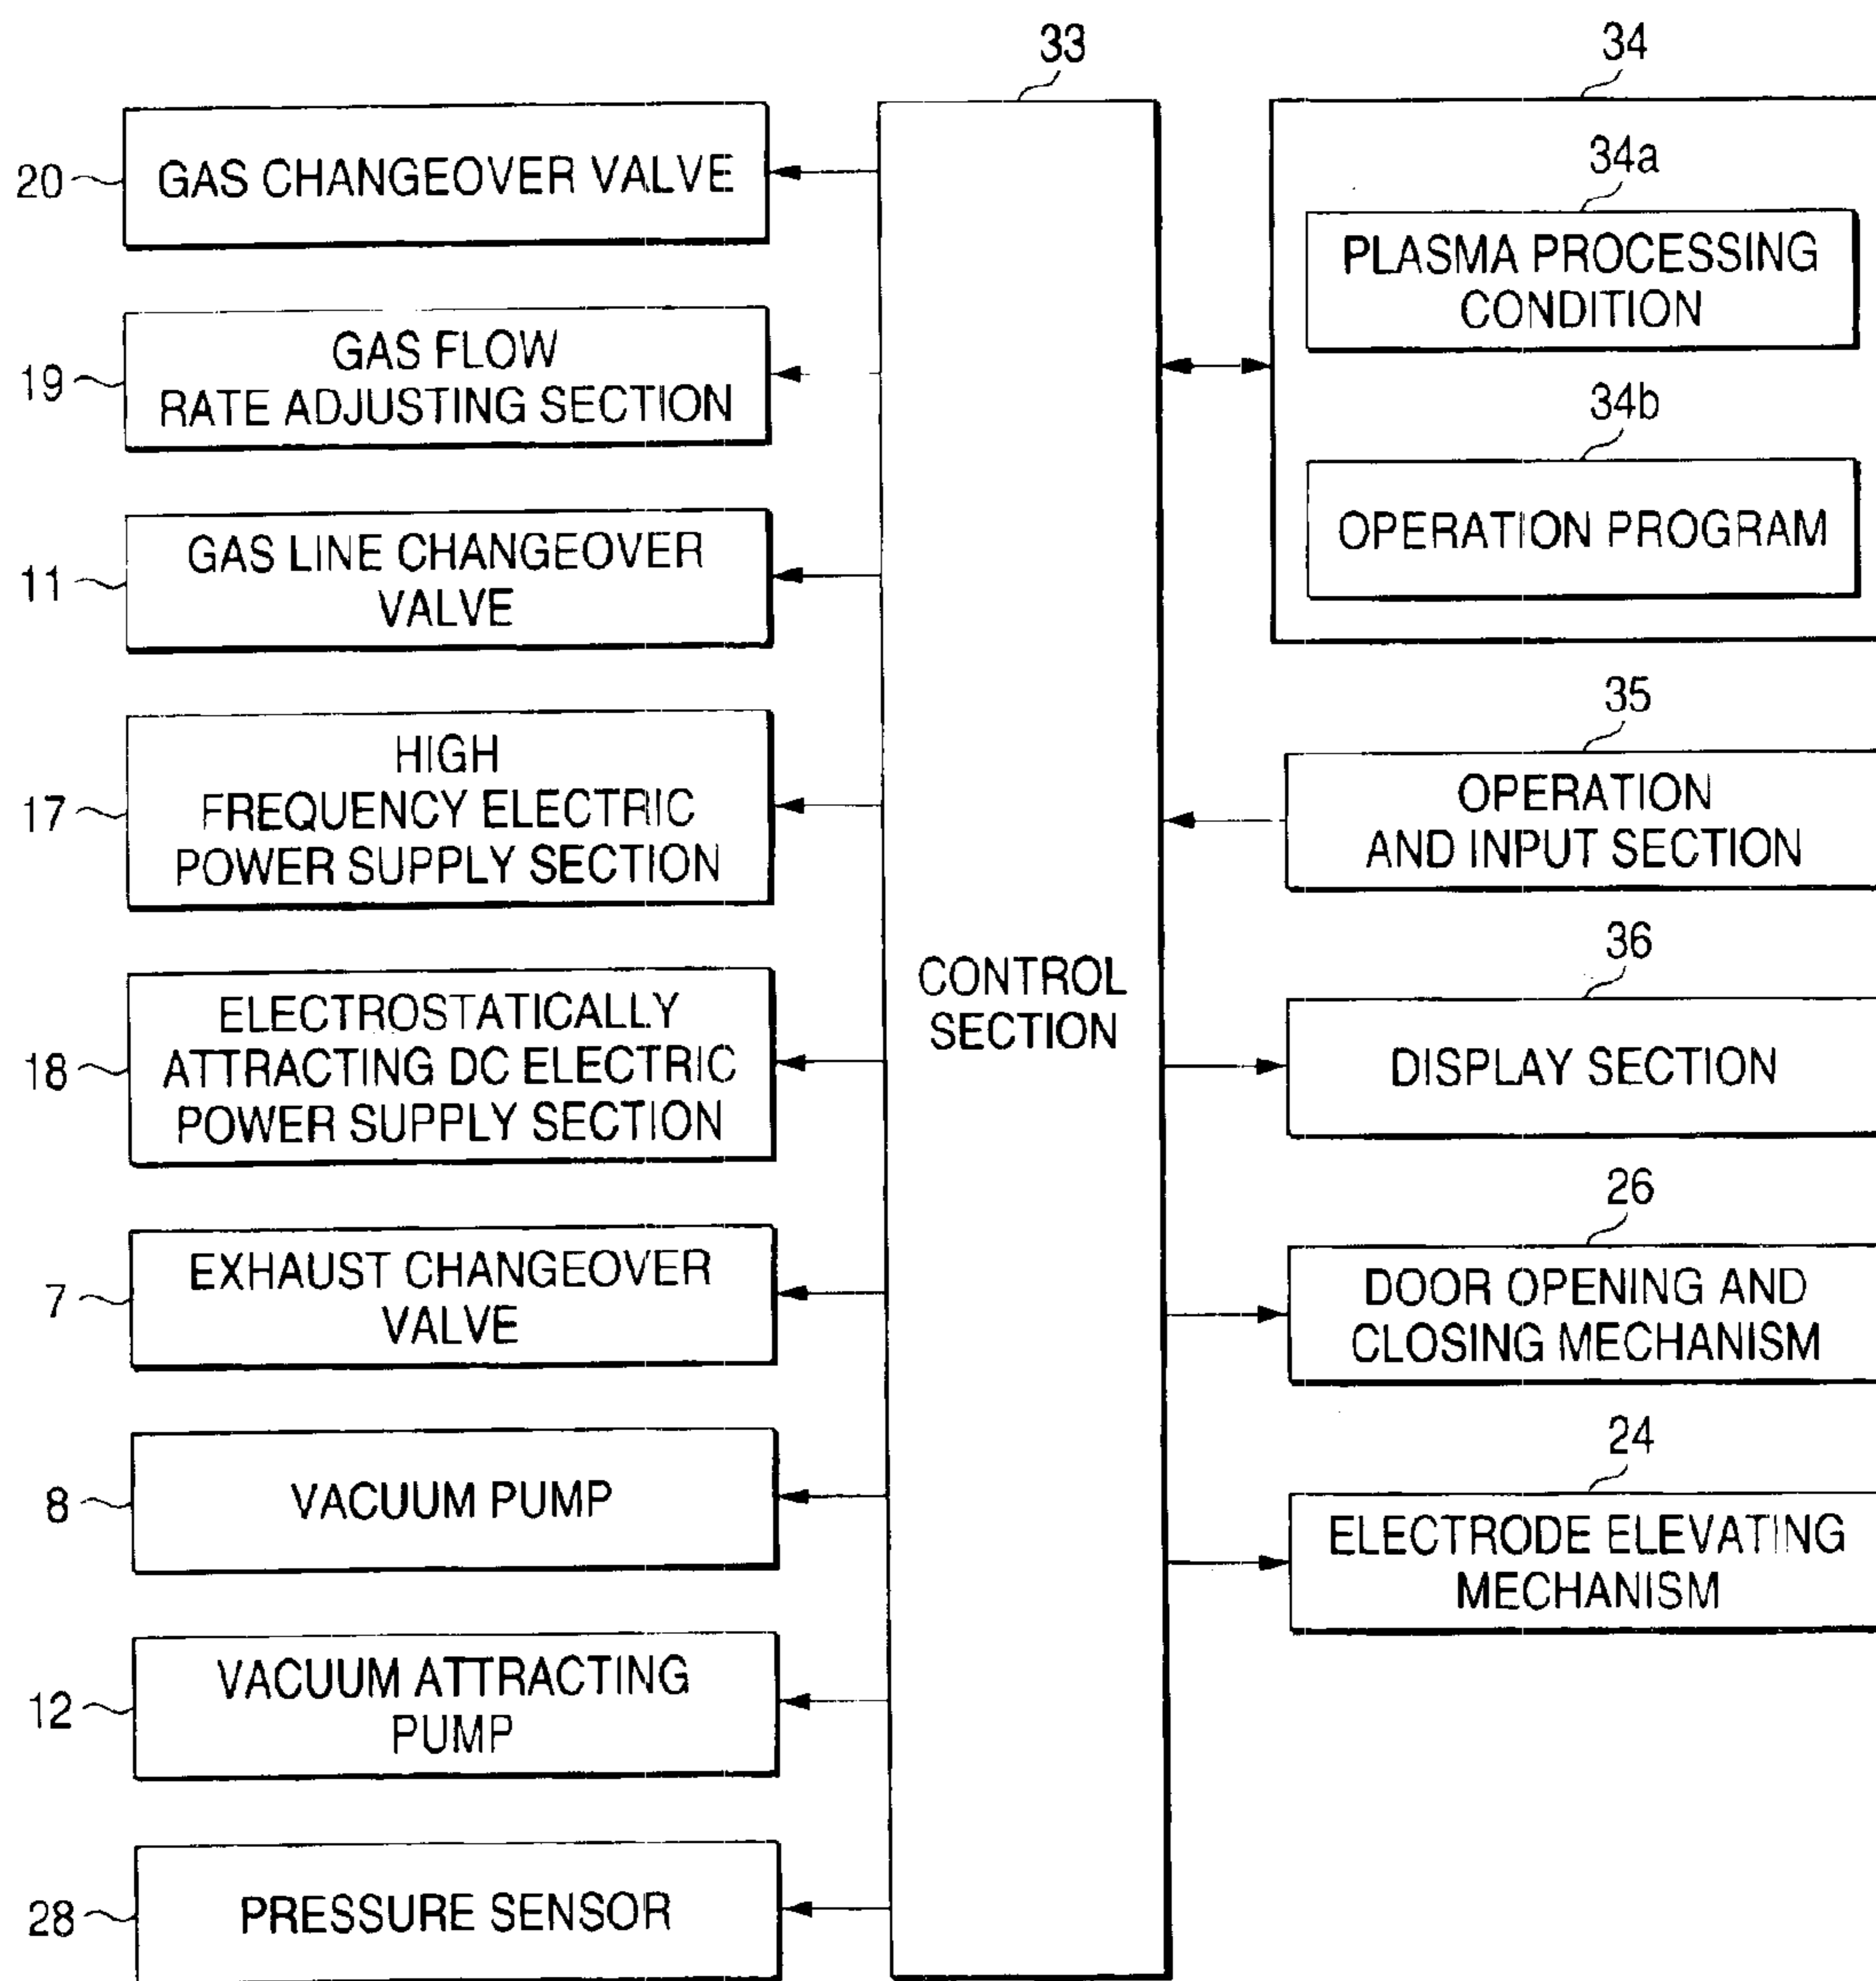 33
34
20
GAS CHANGEOVER VALVE
34a
PLASMA PROCESSING
CONDITION
19
GAS FLOW
RATE ADJUSTING SECTION
34b
OPERATION PROGRAM
11
GAS LINE CHANGEOVER
VALVE
35
OPERATION
AND INPUT SECTION
17
HIGH
FREQUENCY ELECTRIC
POWER SUPPLY SECTION
CONTROL
SECTION
36
DISPLAY SECTION
18
ELECTROSTATICALLY
ATTRACTING DC ELECTRIC
POWER SUPPLY SECTION
26
DOOR OPENING AND
CLOSING MECHANISM
7
EXHAUST CHANGEOVER
VALVE
24
ELECTRODE ELEVATING
MECHANISM
8
VACUUM PUMP
12
VACUUM ATTRACTING
PUMP
28
PRESSURE SENSOR